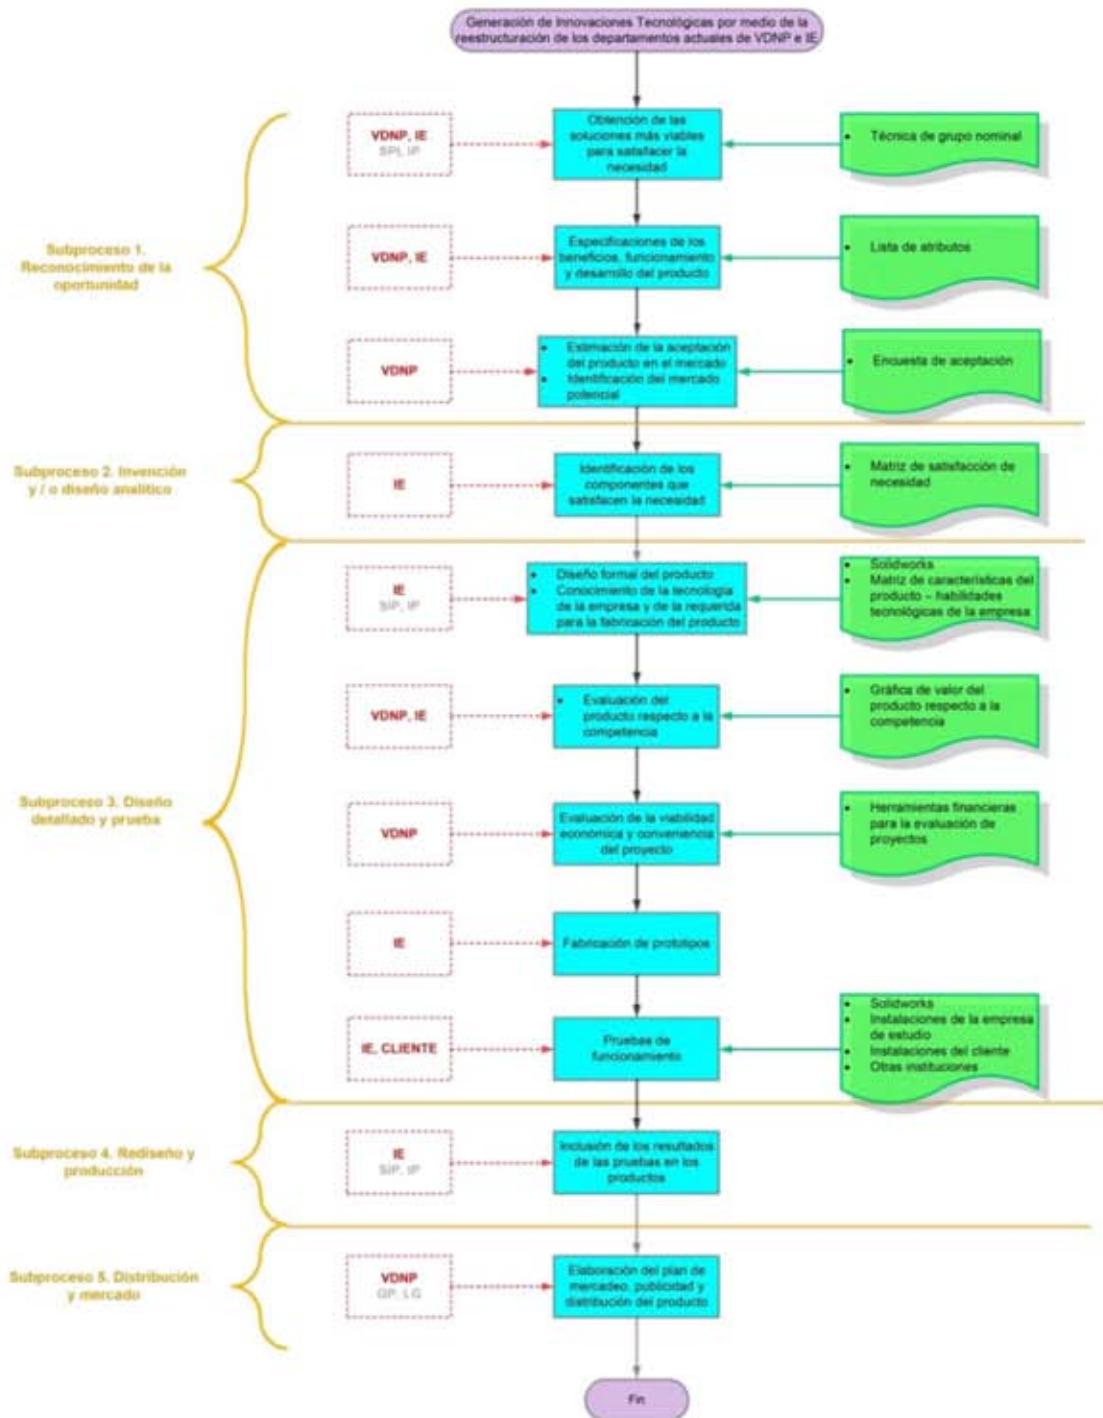 Generación de Innovaciones Tecnológicas por medio de la
reestructuración de los departamentos actuales de VDNP e IE
Subproceso 1.
Reconocimiento de la
oportunidad
VDNP, IE
SPI, IP
Obtención de las
soluciones más viables
para satisfacer la
necesidad
• Técnica de grupo nominal
VDNP, IE
Especificaciones de los
beneficios, funcionamiento
y desarrollo del producto
• Lista de atributos
VDNP
• Estimación de la aceptación
del producto en el mercado
• Identificación del mercado
potencial
• Encuesta de aceptación
Subproceso 2. Invención
y / o diseño analítico
IE
Identificación de los
componentes que
satisfacen la necesidad
• Matriz de satisfacción de
necesidad
Subproceso 3. Diseño
detallado y prueba
IE
SIP, IP
• Diseño formal del producto
• Conocimiento de la tecnología
de la empresa y de la requerida
para la fabricación del producto
• Solidworks
• Matriz de características del
producto – habilidades
tecnológicas de la empresa
VDNP, IE
• Evaluación del
producto respecto a la
competencia
• Gráfica de valor del
producto respecto a la
competencia
VDNP
Evaluación de la viabilidad
económica y conveniencia
del proyecto
• Herramientas financieras
para la evaluación de
proyectos
IE
Fabricación de prototipos
IE, CLIENTE
Pruebas de
funcionamiento
• Solidworks
• Instalaciones de la empresa
de estudio
• Instalaciones del cliente
• Otras instituciones
Subproceso 4. Rediseño y
producción
IE
SIP, IP
Inclusión de los resultados
de las pruebas en los
productos
Subproceso 5. Distribución
y mercado
VDNP
GP, LG
Elaboración del plan de
mercadeo, publicidad y
distribución del producto
Fin